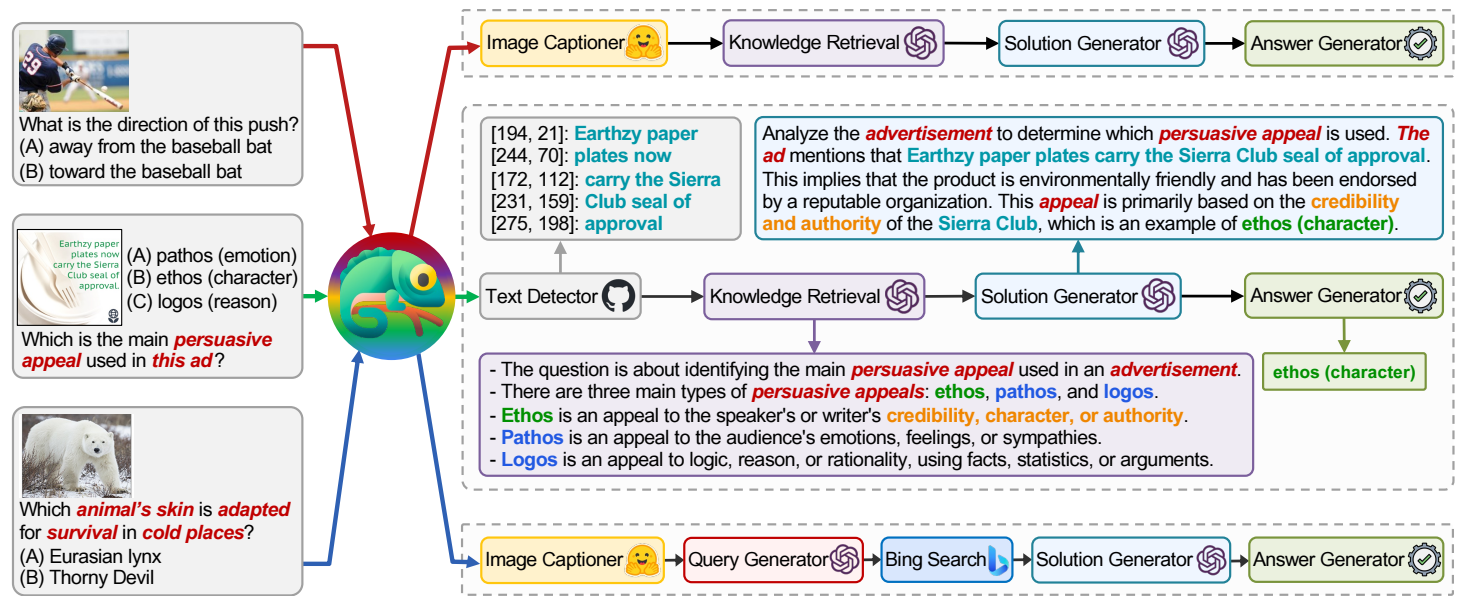 29
What is the direction of this push?
(A) away from the baseball bat
(B) toward the baseball bat
Earthzy paper
plates now
carry the Sierra
Club seal of
approval.
(A) pathos (emotion)
(B) ethos (character)
(C) logos (reason)
Which is the main persuasive
appeal used in this ad?
Which animal's skin is adapted
for survival in cold places?
(A) Eurasian lynx
(B) Thorny Devil
Image Captioner
Knowledge Retrieval
Solution Generator
Answer Generator
[194, 21]: Earthzy paper
[244, 70]: plates now
[172, 112]: carry the Sierra
[231, 159]: Club seal of
[275, 198]: approval
Analyze the advertisement to determine which persuasive appeal is used. The
ad mentions that Earthzy paper plates carry the Sierra Club seal of approval.
This implies that the product is environmentally friendly and has been endorsed
by a reputable organization. This appeal is primarily based on the credibility
and authority of the Sierra Club, which is an example of ethos (character).
Text Detector
Knowledge Retrieval
Solution Generator
Answer Generator
- The question is about identifying the main persuasive appeal used in an advertisement.
- There are three main types of persuasive appeals: ethos, pathos, and logos.
- Ethos is an appeal to the speaker's or writer's credibility, character, or authority.
- Pathos is an appeal to the audience's emotions, feelings, or sympathies.
- Logos is an appeal to logic, reason, or rationality, using facts, statistics, or arguments.
ethos (character)
Image Captioner
Query Generator
Bing Search
Solution Generator
Answer Generator